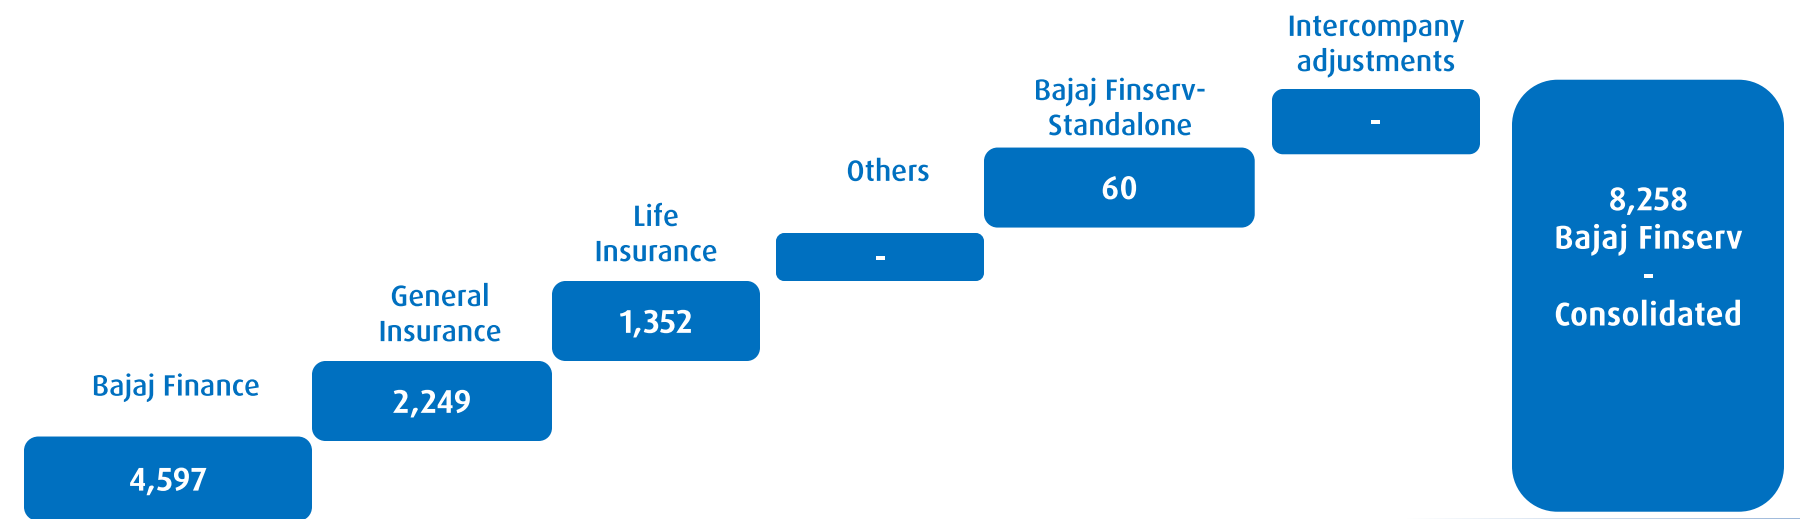 Bajaj Finance
4,597
General
Insurance
2,249
Life
Insurance
1,352
Others
-
Bajaj Finserv-
Standalone
60
Intercompany
adjustments
-
8,258
Bajaj Finserv
-
Consolidated